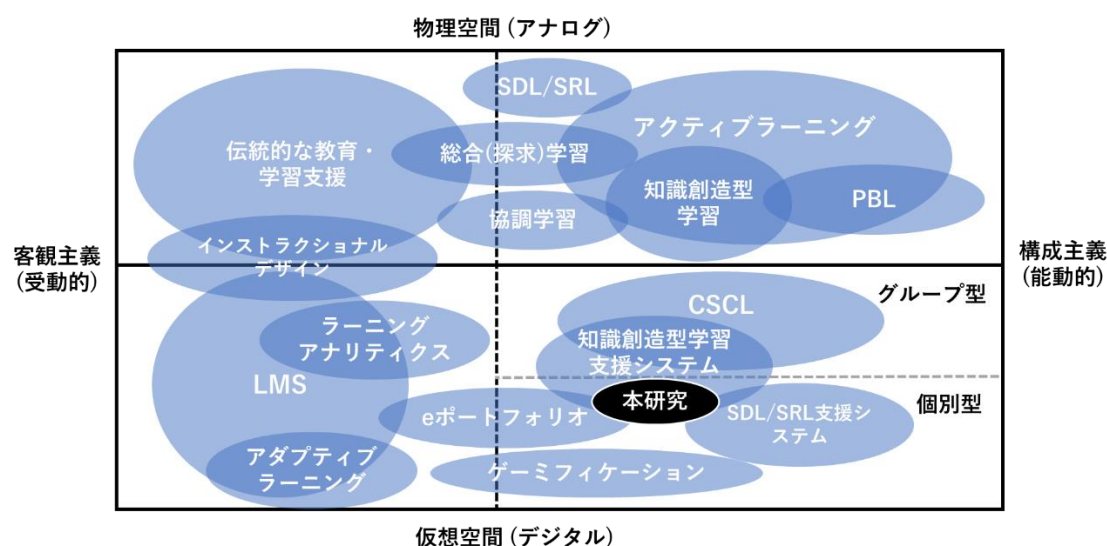 物理空間 (アナログ)
SDL/SRL
アクティブラーニング
伝統的な教育・
学習支援
総合(探求)学習
知識創造型
学習
PBL
協調学習
インストラクショナル
デザイン
客観主義
(受動的)
構成主義
(能動的)
グループ型
CSCL
ラーニング
アナリティクス
知識創造型学習
支援システム
LMS
本研究
個別型
eポートフォリオ
SDL/SRL支援シ
ステム
アダプティブ
ラーニング
ゲーミフィケーション
仮想空間 (デジタル)